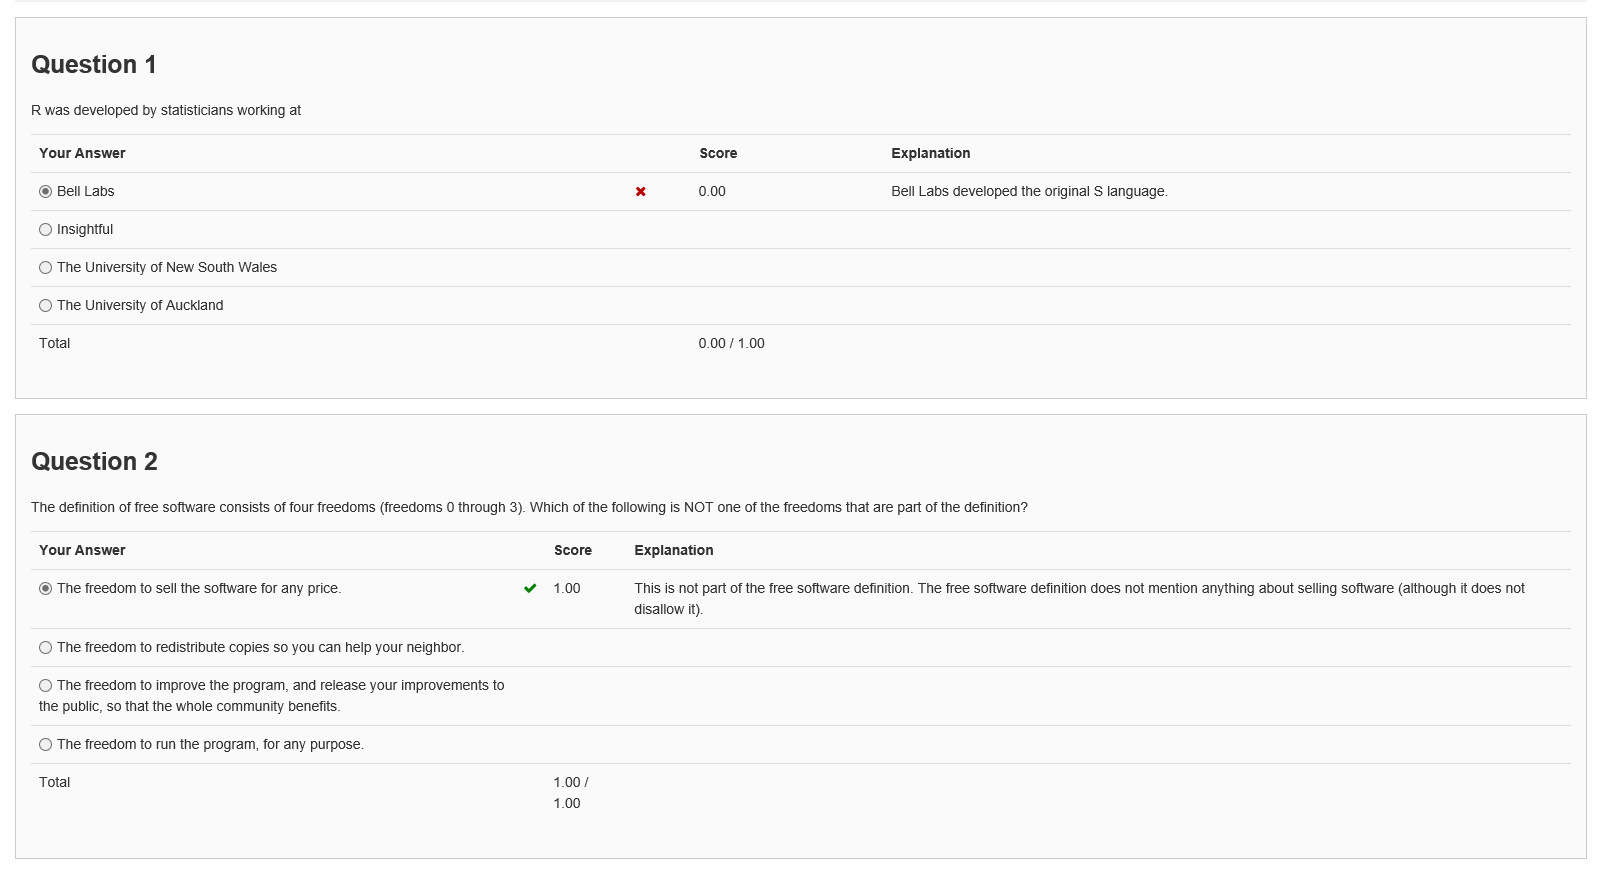 Question 1
R was developed by statisticians working at
Your Answer Score Explanation
Bell Labs 0.00 Bell Labs developed the original S language.
Insightful
The University of New South Wales
The University of Auckland
Total 0.00 / 1.00
Question 2
The definition of free software consists of four freedoms (freedoms 0 through 3). Which of the following is NOT one of the freedoms that are part of the definition?
Your Answer Score Explanation
The freedom to sell the software for any price. 1.00 This is not part of the free software definition. The free software definition does not mention anything about selling software (although it does not
disallow it).
The freedom to redistribute copies so you can help your neighbor.
The freedom to improve the program, and release your improvements to
the public, so that the whole community benefits.
The freedom to run the program, for any purpose.
Total 1.00 /
1.00